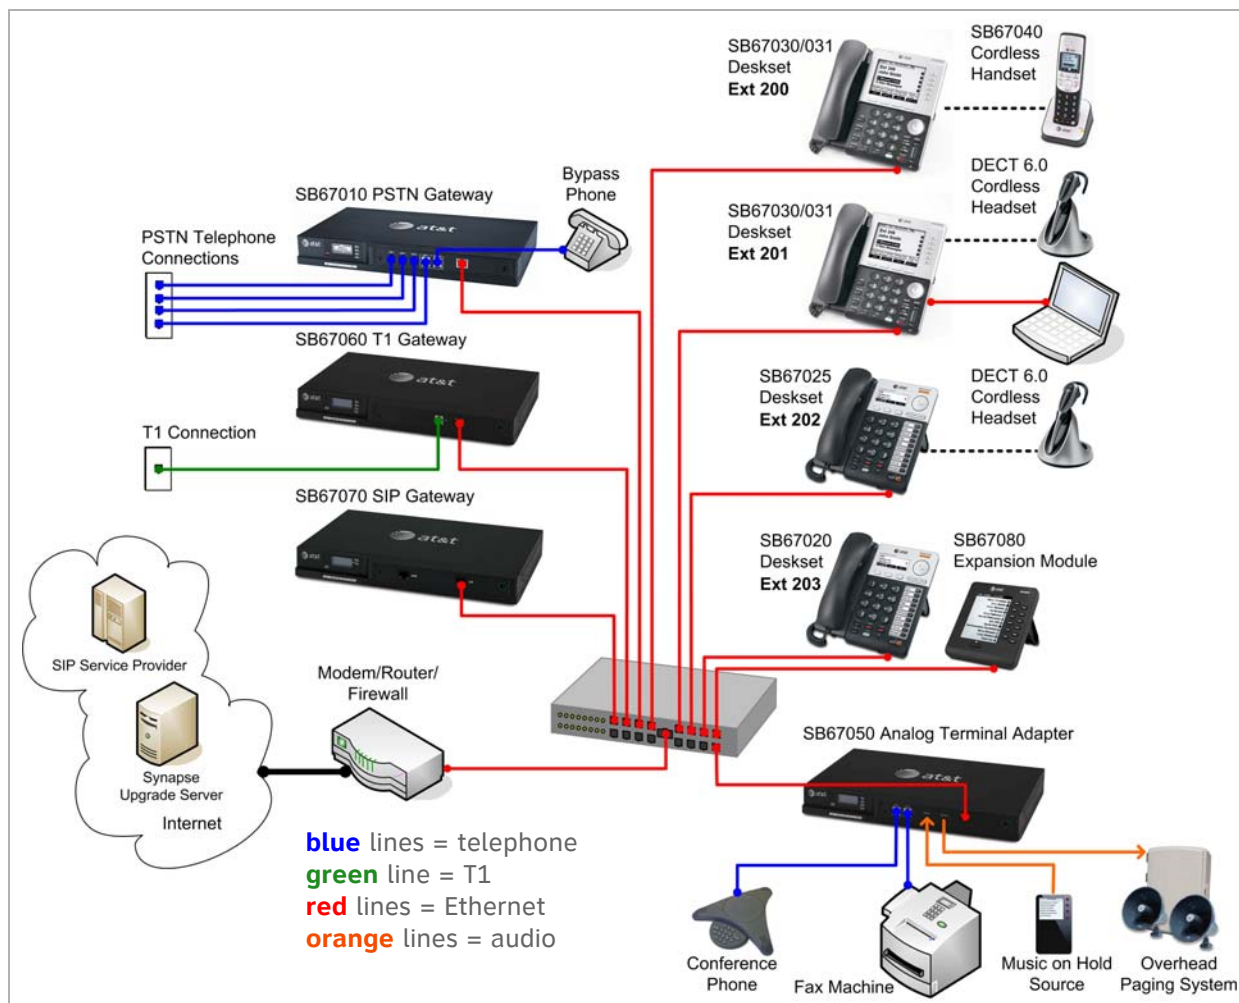 SB67030/031
Deskset
Ext 200
SB67040
Cordless
Handset
SB67010 PSTN Gateway
at&t
Bypass
Phone
PSTN Telephone
Connections
SB67030/031
Deskset
Ext 201
DECT 6.0
Cordless
Headset
SB67060 T1 Gateway
at&t
T1 Connection
SB67025
Deskset
Ext 202
DECT 6.0
Cordless
Headset
SB67070 SIP Gateway
at&t
SB67020
Deskset
Ext 203
SB67080
Expansion Module
SIP Service Provider
Synapse
Upgrade Server
Internet
Modem/Router/
Firewall
SB67050 Analog Terminal Adapter
at&t
blue lines = telephone
green line = T1
red lines = Ethernet
orange lines = audio
Conference
Phone
Fax Machine
Music on Hold
Source
Overhead
Paging System